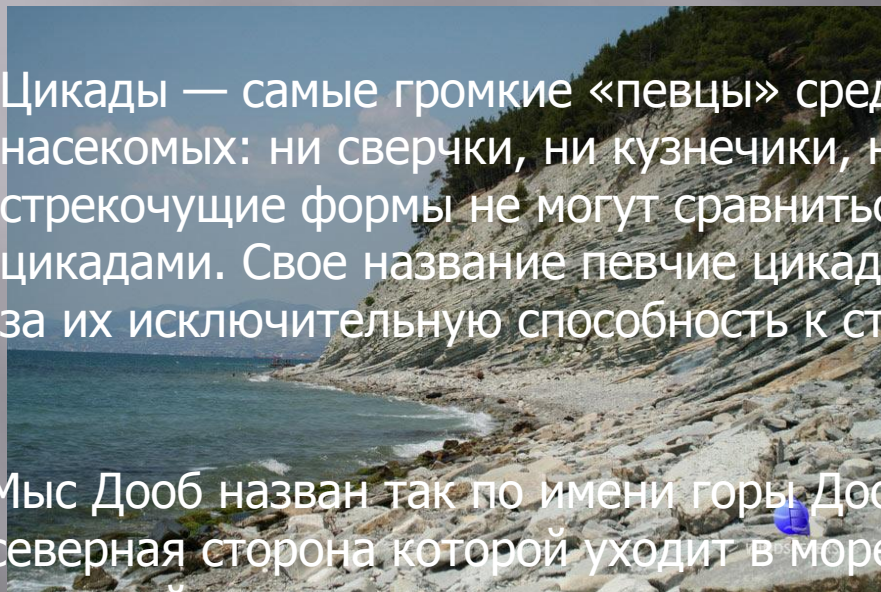 Цикады — самые громкие «певцы» сред
насекомых: ни сверчки, ни кузнечики, н
стрекочущие формы не могут сравнитьс
цикадами. Свое название певчие цикад
за их исключительную способность к ст
Мыс Дооб назван так по имени горы Доо
северная сторона которой уходит в море